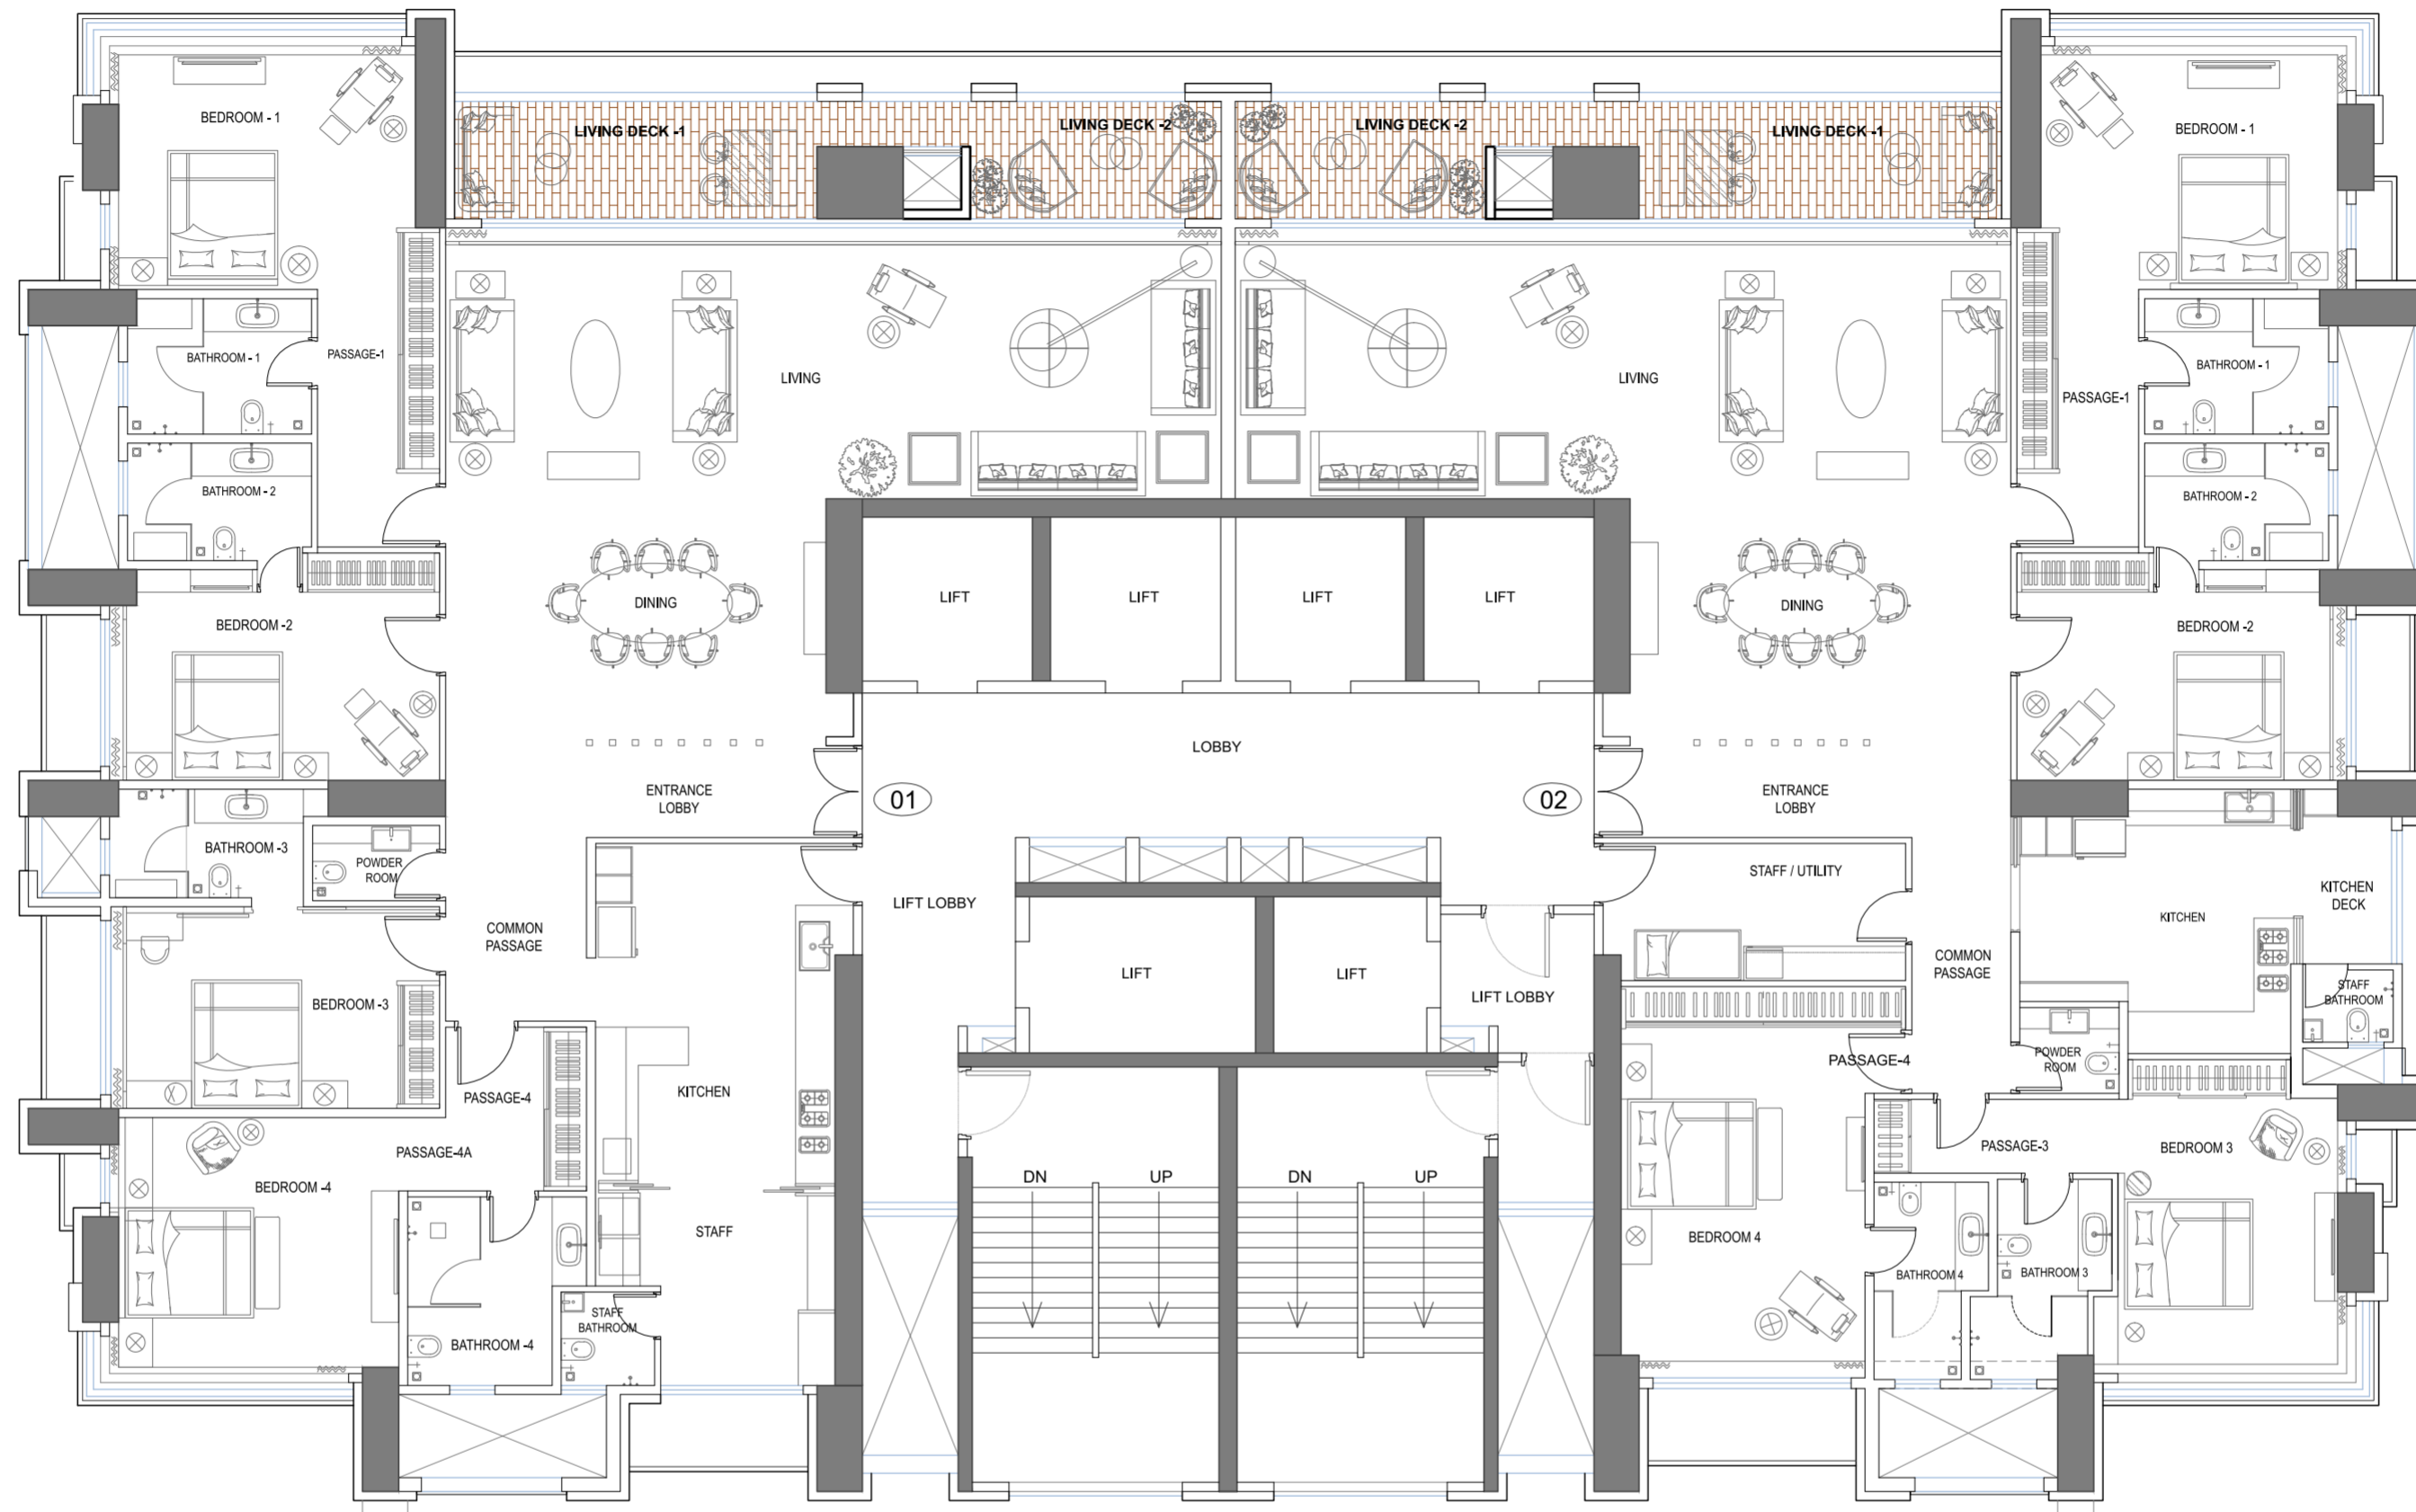 BEDROOM - 1
LIVING DECK -1
LIVING DECK -2
LIVING DECK -2
LIVING DECK -1
BEDROOM - 1
BATHROOM - 1
PASSAGE-1
LIVING
LIVING
PASSAGE-1
BATHROOM - 1
BATHROOM - 2
BATHROOM - 2
BEDROOM -2
DINING
LIFT
LIFT
LIFT
LIFT
DINING
BEDROOM -2
LOBBY
ENTRANCE
LOBBY
01
02
ENTRANCE
LOBBY
BATHROOM -3
POWDER
ROOM
COMMON
PASSAGE
LIFT LOBBY
STAFF / UTILITY
KITCHEN
KITCHEN
DECK
BEDROOM -3
LIFT
LIFT
LIFT LOBBY
COMMON
PASSAGE
STAFF
BATHROOM
PASSAGE-4
KITCHEN
PASSAGE-4
POWDER
ROOM
PASSAGE-4A
PASSAGE-3
BEDROOM 3
BEDROOM -4
DN
UP
DN
UP
STAFF
BEDROOM 4
BATHROOM 4
BATHROOM 3
STAFF
BATHROOM
BATHROOM -4